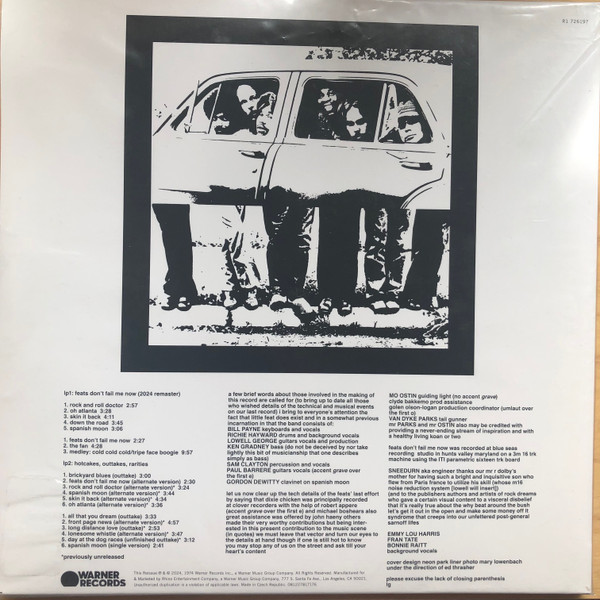 R1 726197
lp1: feats don't fail me now (2024 remaster)
1. rock and roll doctor 2:57
2. oh atlanta 3:28
3. skin it back 4:11
4. down the road 3:45
5. spanish moon 3:06
1. feats don't fail me now 2:27
2. the fan 4:28
3. medley: cold cold cold/tripe face boogie 9:57
lp2: hotcakes, outtakes, rarities
1. brickyard blues (outtake) 3:00
2. feats don't fail me now (alternate version) 2:30
3. rock and roll doctor (alternate version)* 3:24
4. spanish moon (alternate version)* 3:44
5. skin it back (alternate version)* 4:24
6. oh atlanta (alternate version)* 3:36
1. all that you dream (outtake) 3:33
2. front page news (alternate version)* 4:57
3. long distance love (outtake)* 2:53
4. lonesome whistle (alternate version)* 3:47
5. day at the dog races (unfinished outtake)* 3:12
6. spanish moon (single version) 2:41
*previously unreleased
a few brief words about those involved in the making of
this record are called for (to bring up to date all those
who wished details of the technical and musical events
on our last record) i bring to everyone's attention the
fact that little feat does exist and in a somewhat previous
incarnation in that the band consists of:
BILL PAYNE keyboards and vocals
RICHIE HAYWARD drums and background vocals
LOWELL GEORGE guitars vocals and production
KEN GRADNEY bass (do not be deceived by nor take
lightly this bit of musicianship that one describes
simply as bass)
SAM CLAYTON percussion and vocals
PAUL BARRERE guitars vocals (accent grave over
the first e)
GORDON DEWITTY clavinet on spanish moon
let us now clear up the tech details of the feats' last effort
by saying that dixie chicken was principally recorded
at clover recorders with the help of robert appere
(accent grave over the first e) and michael boshears also
great assistance was offered by john heeny others
made their very worthy contributions but being inter-
ested in this present contribution to the music scene
(in quotes) we must leave that vector and turn our eyes to
the details at hand though if one is still hot to know
you may stop any of us on the street and ask till your
heart's content
MO OSTIN guiding light (no accent grave)
clyde bakkemo prod assistance
golen olson-logan production coordinator (umlaut over
the first o)
VAN DYKE PARKS tail gunner
mr PARKS and mr OSTIN also may be credited with
providing a never-ending stream of inspiration and with
a healthy living koan or two
feats don't fail me now was recorded at blue seas
recording studio in hunts valley maryland on a 3m 16 trk
machine using the ITI parametric sixteen trk board
SNEEDURN aka engineer thanks our mr r dolby's
mother for having such a bright and inquisitive son who
flew from Paris france to utilize his skill (whose m16
noise reduction system [lowell will insert])
(and to the publishers authors and artists of rock dreams
who gave a certain visual content to a visceral disbelief
that it's really true about the why beat around the bush
let's get it out in the open and make some money off it
syndrome that creeps into our unfettered post-general
sarnoff lifes
EMMY LOU HARRIS
FRAN TATE
BONNIE RAITT
background vocals
cover design neon park liner photo mary lowenbach
under the direction of ed thrasher
please excuse the lack of closing parenthesis
lg
WARNER
RECORDS